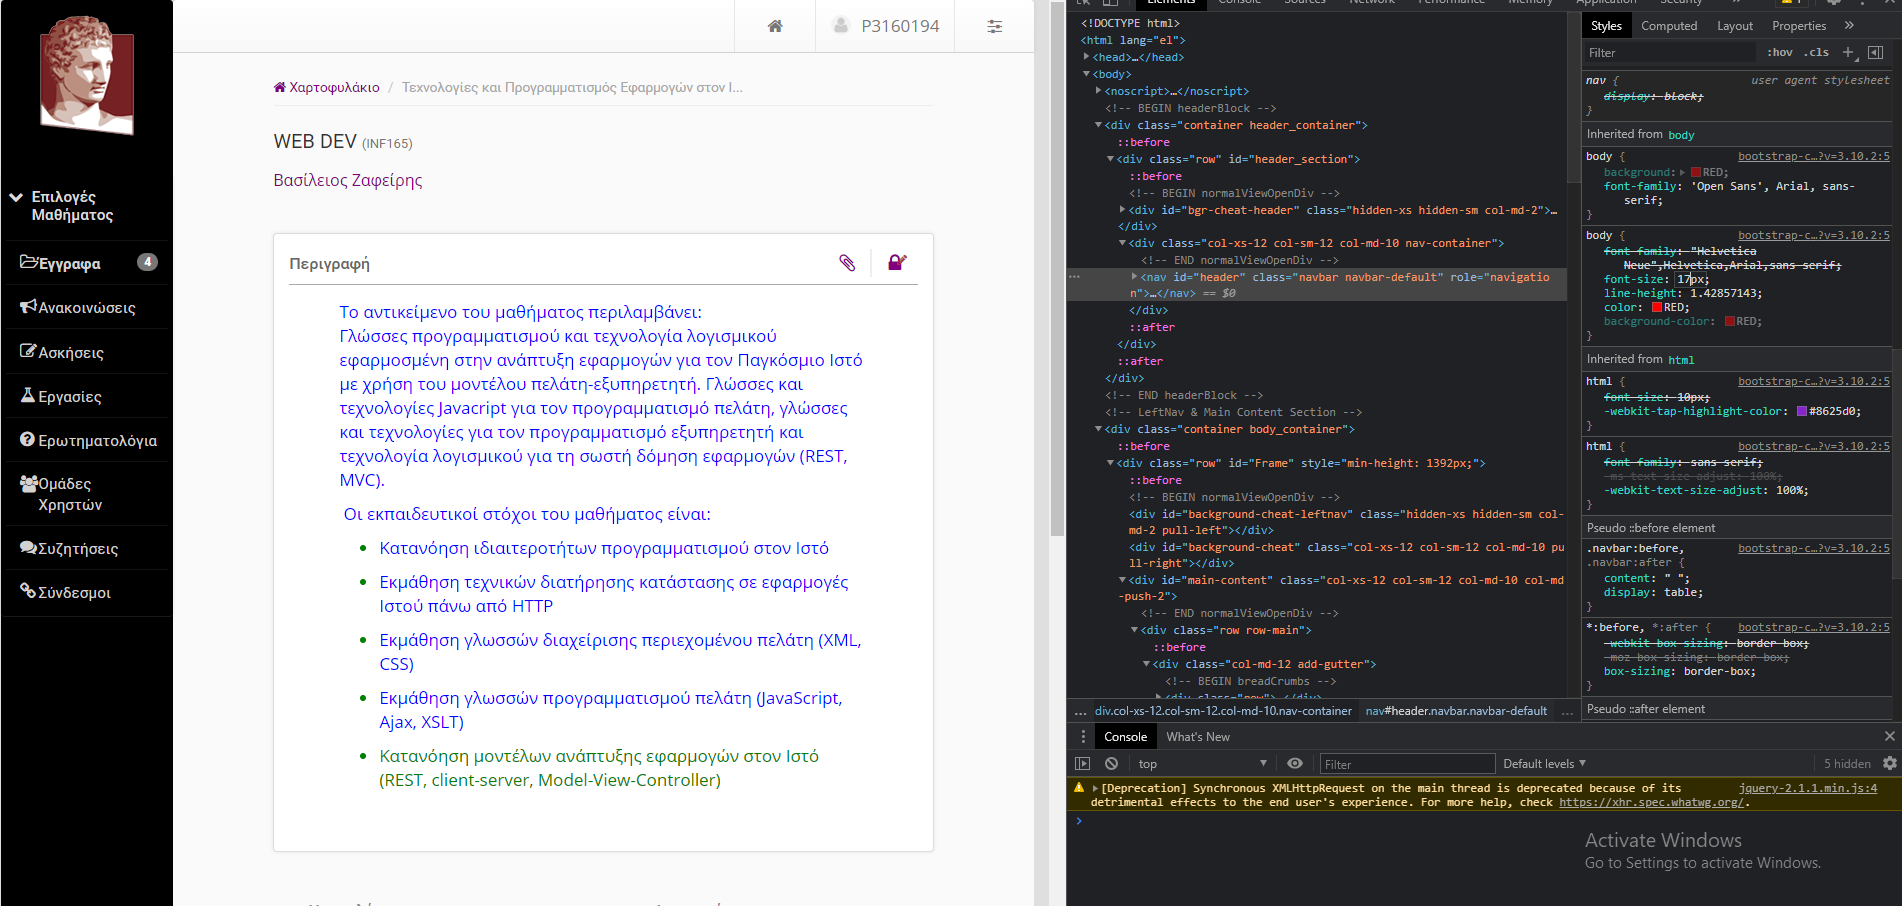 P3160194
Χαρτοφυλάκιο / Τεχνολογίες και Προγραμματισμός Εφαρμογών στον Ι...
WEB DEV (INF165)
Βασίλειος Ζαφείρης
Επιλογές
Μαθήματος
Έγγραφα 4
Ανακοινώσεις
Ασκήσεις
Εργασίες
Ερωτηματολόγια
Ομάδες
Χρηστών
Συζητήσεις
Σύνδεσμοι
Περιγραφή
Το αντικείμενο του μαθήματος περιλαμβάνει:
Γλώσσες προγραμματισμού και τεχνολογία λογισμικού
εφαρμοσμένη στην ανάπτυξη εφαρμογών για τον Παγκόσμιο Ιστό
με χρήση του μοντέλου πελάτη-εξυπηρετητή. Γλώσσες και
τεχνολογίες Javacript για τον προγραμματισμό πελάτη, γλώσσες
και τεχνολογίες για τον προγραμματισμό εξυπηρετητή και
τεχνολογία λογισμικού για τη σωστή δόμηση εφαρμογών (REST,
MVC).
Οι εκπαιδευτικοί στόχοι του μαθήματος είναι:
• Κατανόηση ιδιαιτεροτήτων προγραμματισμού στον Ιστό
• Εκμάθηση τεχνικών διατήρησης κατάστασης σε εφαρμογές
Ιστού πάνω από HTTP
• Εκμάθηση γλωσσών διαχείρισης περιεχομένου πελάτη (XML,
CSS)
• Εκμάθηση γλωσσών προγραμματισμού πελάτη (JavaScript,
Ajax, XSLT)
• Κατανόηση μοντέλων ανάπτυξης εφαρμογών στον Ιστό
(REST, client-server, Model-View-Controller)
Elements Console Sources Network Performance Memory Application Security
<!DOCTYPE html>
<html lang="el">
<head>…</head>
<body>
<noscript>…</noscript>
<!-- BEGIN headerBlock -->
<div class="container header_container">
::before
<div class="row" id="header_section">
::before
<!-- BEGIN normalViewOpenDiv -->
<div id="bgr-cheat-header" class="hidden-xs hidden-sm col-md-2">…
</div>
<div class="col-xs-12 col-sm-12 col-md-10 nav-container">
<!-- END normalViewOpenDiv -->
<nav id="header" class="navbar navbar-default" role="navigatio
n">…</nav> == $0
</div>
::after
</div>
::after
</div>
<!-- END headerBlock -->
<!-- LeftNav & Main Content Section -->
<div class="container body_container">
::before
<div class="row" id="Frame" style="min-height: 1392px;">
::before
<!-- BEGIN normalViewOpenDiv -->
<div id="background-cheat-leftnav" class="hidden-xs hidden-sm col-
md-2 pull-left"></div>
<div id="background-cheat" class="col-xs-12 col-sm-12 col-md-10 pu
ll-right"></div>
<div id="main-content" class="col-xs-12 col-sm-12 col-md-10 col-md
-push-2">
<!-- END normalViewOpenDiv -->
<div class="row row-main">
::before
<div class="col-md-12 add-gutter">
<!-- BEGIN breadCrumbs -->
<div class="row">…</div>
... div.col-xs-12.col-sm-12.col-md-10.nav-container nav#header.navbar.navbar-default ...
Styles Computed Layout Properties »
Filter :hov .cls +
nav { user agent stylesheet
display: block;
}
Inherited from body
body { bootstrap-c…?v=3.10.2:5
background: RED;
font-family: 'Open Sans', Arial, sans-
serif;
}
body { bootstrap-c…?v=3.10.2:5
font-family: "Helvetica
Neue",Helvetica,Arial,sans-serif;
font-size: 17px;
line-height: 1.42857143;
color: RED;
background-color: RED;
}
Inherited from html
html { bootstrap-c…?v=3.10.2:5
font-size: 10px;
-webkit-tap-highlight-color: #8625d0;
}
html { bootstrap-c…?v=3.10.2:5
font-family: sans-serif;
-ms-text-size-adjust: 100%;
-webkit-text-size-adjust: 100%;
}
Pseudo ::before element
.navbar:before, bootstrap-c…?v=3.10.2:5
.navbar:after {
content: " ";
display: table;
}
*:before, *:after { bootstrap-c…?v=3.10.2:5
-webkit-box-sizing: border-box;
-moz-box-sizing: border-box;
box-sizing: border-box;
}
Pseudo ::after element
Console What's New
top Filter Default levels 5 hidden
[Deprecation] Synchronous XMLHttpRequest on the main thread is deprecated because of its jquery-2.1.1.min.js:4
detrimental effects to the end user's experience. For more help, check https://xhr.spec.whatwg.org/.
Activate Windows
Go to Settings to activate Windows.